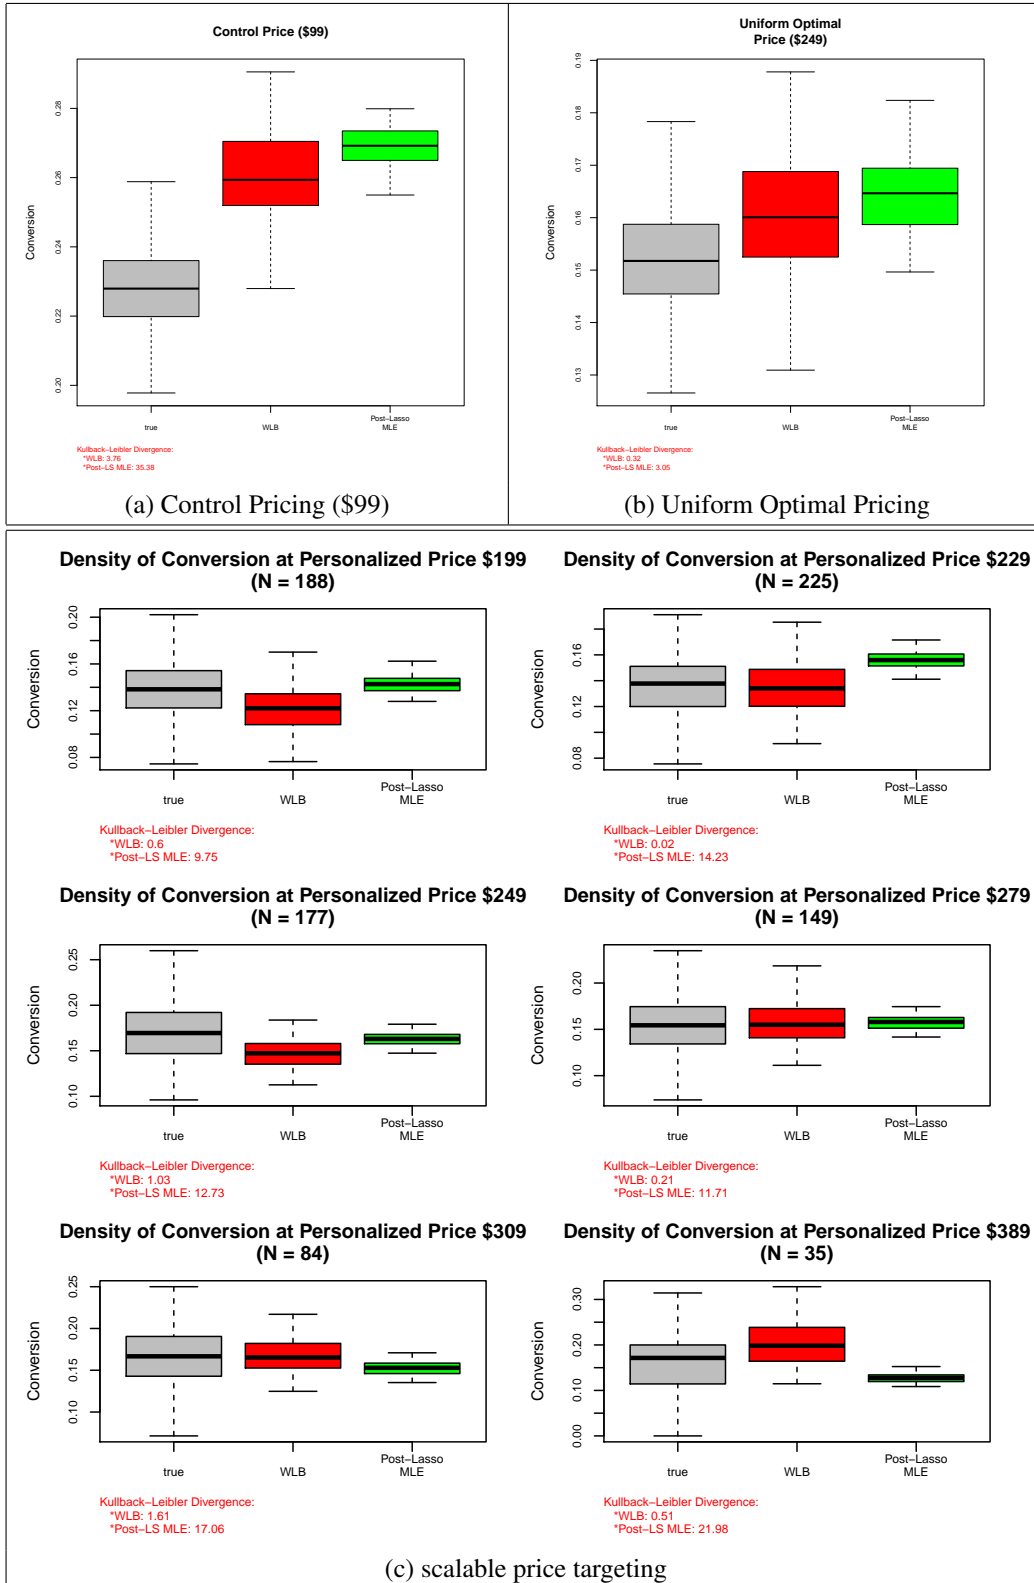 Control Price ($99)
Conversion
0.28
0.26
0.24
0.22
0.20
true
WLB
Post-Lasso
MLE
Kullback-Leibler Divergence:
*WLB: 3.76
*Post-LS MLE: 35.38
(a) Control Pricing ($99)
Uniform Optimal
Price ($249)
Conversion
0.19
0.18
0.17
0.16
0.15
0.14
0.13
true
WLB
Post-Lasso
MLE
Kullback-Leibler Divergence:
*WLB: 0.32
*Post-LS MLE: 3.05
(b) Uniform Optimal Pricing
Density of Conversion at Personalized Price $199
(N = 188)
Conversion
0.20
0.16
0.12
0.08
true
WLB
Post-Lasso
MLE
Kullback-Leibler Divergence:
*WLB: 0.6
*Post-LS MLE: 9.75
Density of Conversion at Personalized Price $229
(N = 225)
Conversion
0.16
0.12
0.08
true
WLB
Post-Lasso
MLE
Kullback-Leibler Divergence:
*WLB: 0.02
*Post-LS MLE: 14.23
Density of Conversion at Personalized Price $249
(N = 177)
Conversion
0.25
0.20
0.15
0.10
true
WLB
Post-Lasso
MLE
Kullback-Leibler Divergence:
*WLB: 1.03
*Post-LS MLE: 12.73
Density of Conversion at Personalized Price $279
(N = 149)
Conversion
0.20
0.15
0.10
true
WLB
Post-Lasso
MLE
Kullback-Leibler Divergence:
*WLB: 0.21
*Post-LS MLE: 11.71
Density of Conversion at Personalized Price $309
(N = 84)
Conversion
0.25
0.20
0.15
0.10
true
WLB
Post-Lasso
MLE
Kullback-Leibler Divergence:
*WLB: 1.61
*Post-LS MLE: 17.06
Density of Conversion at Personalized Price $389
(N = 35)
Conversion
0.30
0.20
0.10
0.00
true
WLB
Post-Lasso
MLE
Kullback-Leibler Divergence:
*WLB: 0.51
*Post-LS MLE: 21.98
(c) scalable price targeting